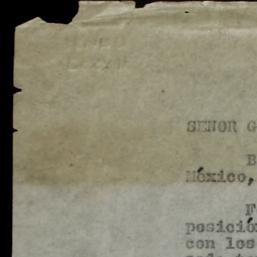 SEÑOR G
B
México,
F
posición
con los